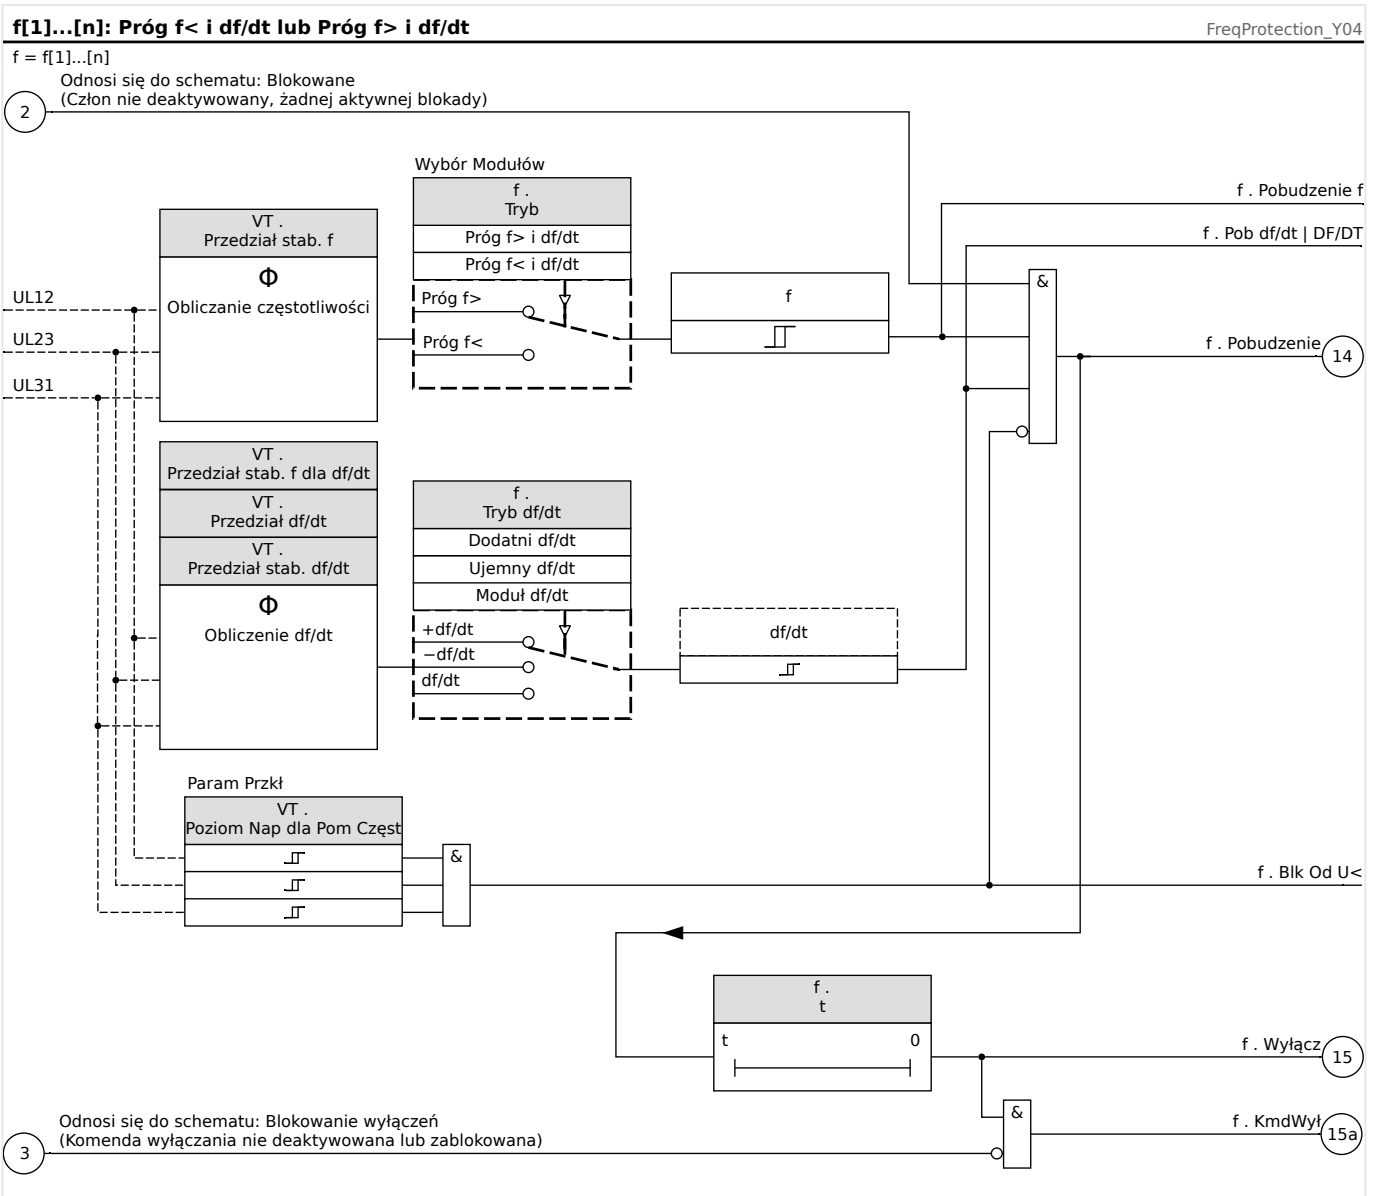 f[1]...[n]: Próg f< i df/dt lub Próg f> i df/dt
FreqProtection_Y04
f = f[1]...[n]
Odnosi się do schematu: Blokowane
(Człon nie deaktywowany, żadnej aktywnej blokady)
2
Wybór Modułów
f .
Tryb
Próg f> i df/dt
Próg f< i df/dt
Próg f>
Próg f<
VT .
Przedział stab. f
Φ
Obliczanie częstotliwości
UL12
UL23
UL31
f
f . Pobudzenie f
f . Pob df/dt | DF/DT
&
f . Pobudzenie
14
VT .
Przedział stab. f dla df/dt
VT .
Przedział df/dt
VT .
Przedział stab. df/dt
Φ
Obliczenie df/dt
f .
Tryb df/dt
Dodatni df/dt
Ujemny df/dt
Moduł df/dt
+df/dt
−df/dt
df/dt
df/dt
Param Przkł
VT .
Poziom Nap dla Pom Częst
&
f . Blk Od U<
f .
t
t 0
f . Wyłącz
15
&
f . KmdWył
15a
Odnosi się do schematu: Blokowanie wyłączeń
(Komenda wyłączania nie deaktywowana lub zablokowana)
3